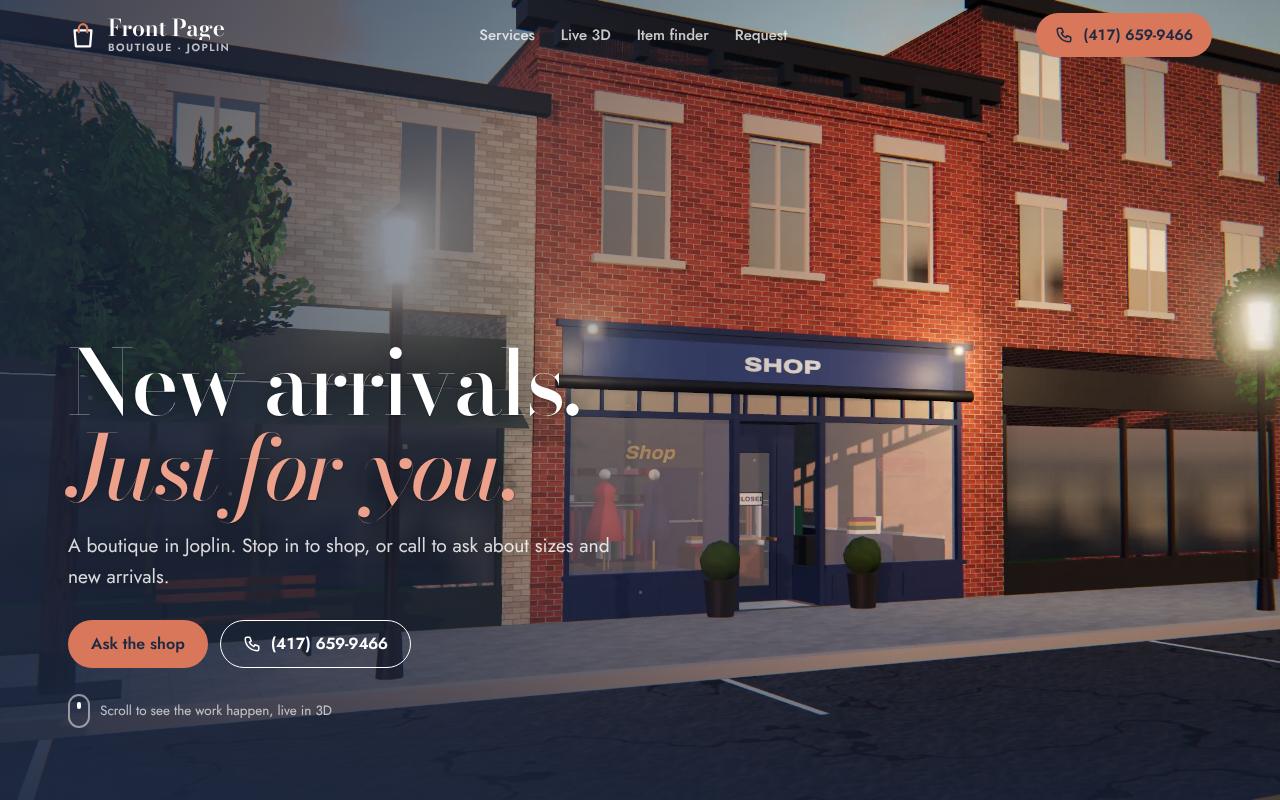 Front Page
BOUTIQUE · JOPLIN
Services
Live 3D
Item finder
Request
(417) 659-9466
SHOP
Shop
New arrivals.
Just for you.
A boutique in Joplin. Stop in to shop, or call to ask about sizes and
new arrivals.
Ask the shop
(417) 659-9466
Scroll to see the work happen, live in 3D